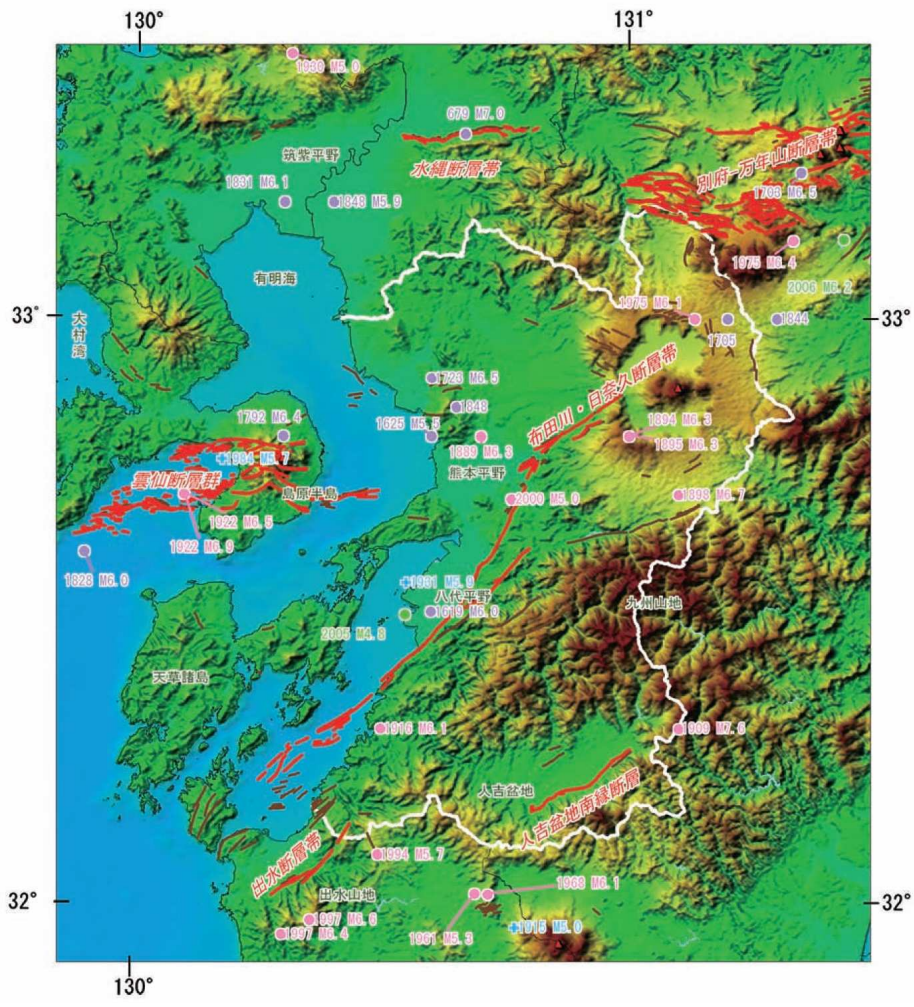 130°
131°
1930 M5.0
679 M7.0
筑紫平野
水縄断層帯
別府-万年山断層帯
1703 M6.5
1831 M6.1
1848 M5.9
1975 M6.4
有明海
2006 M6.2
33°
大村湾
1975 M6.1
1705
1844
33°
1723 M6.5
布田川・日奈久断層帯
1848
1792 M6.4
1625 M5.5
1894 M6.3
1895 M6.3
1889 M6.3
1984 M5.7
熊本平野
雲仙断層群
島原半島
2000 M5.0
1898 M6.7
1922 M6.5
1922 M6.9
1828 M6.0
1931 M5.9
八代平野
九州山地
1619 M6.0
2005 M4.8
天草諸島
1916 M6.1
1909 M7.6
人吉盆地
人吉盆地南縁断層
出水断層帯
1994 M5.7
出水山地
1968 M6.1
32°
32°
1997 M6.6
1997 M6.4
1961 M5.3
1915 M5.0
130°